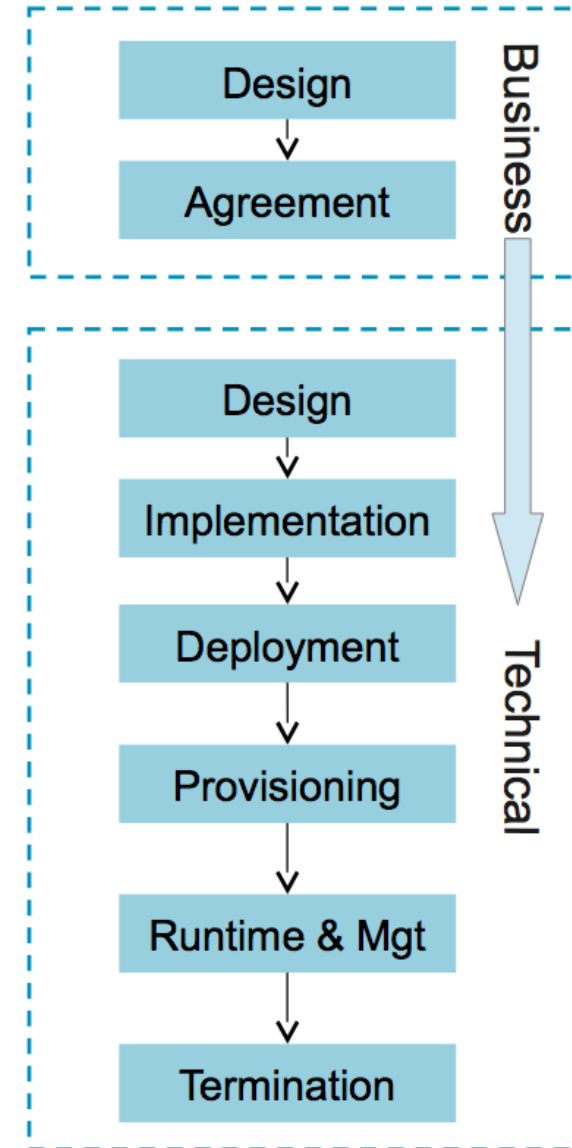 Design
Agreement
Business
Design
Implementation
Deployment
Provisioning
Runtime & Mgt
Termination
Technical